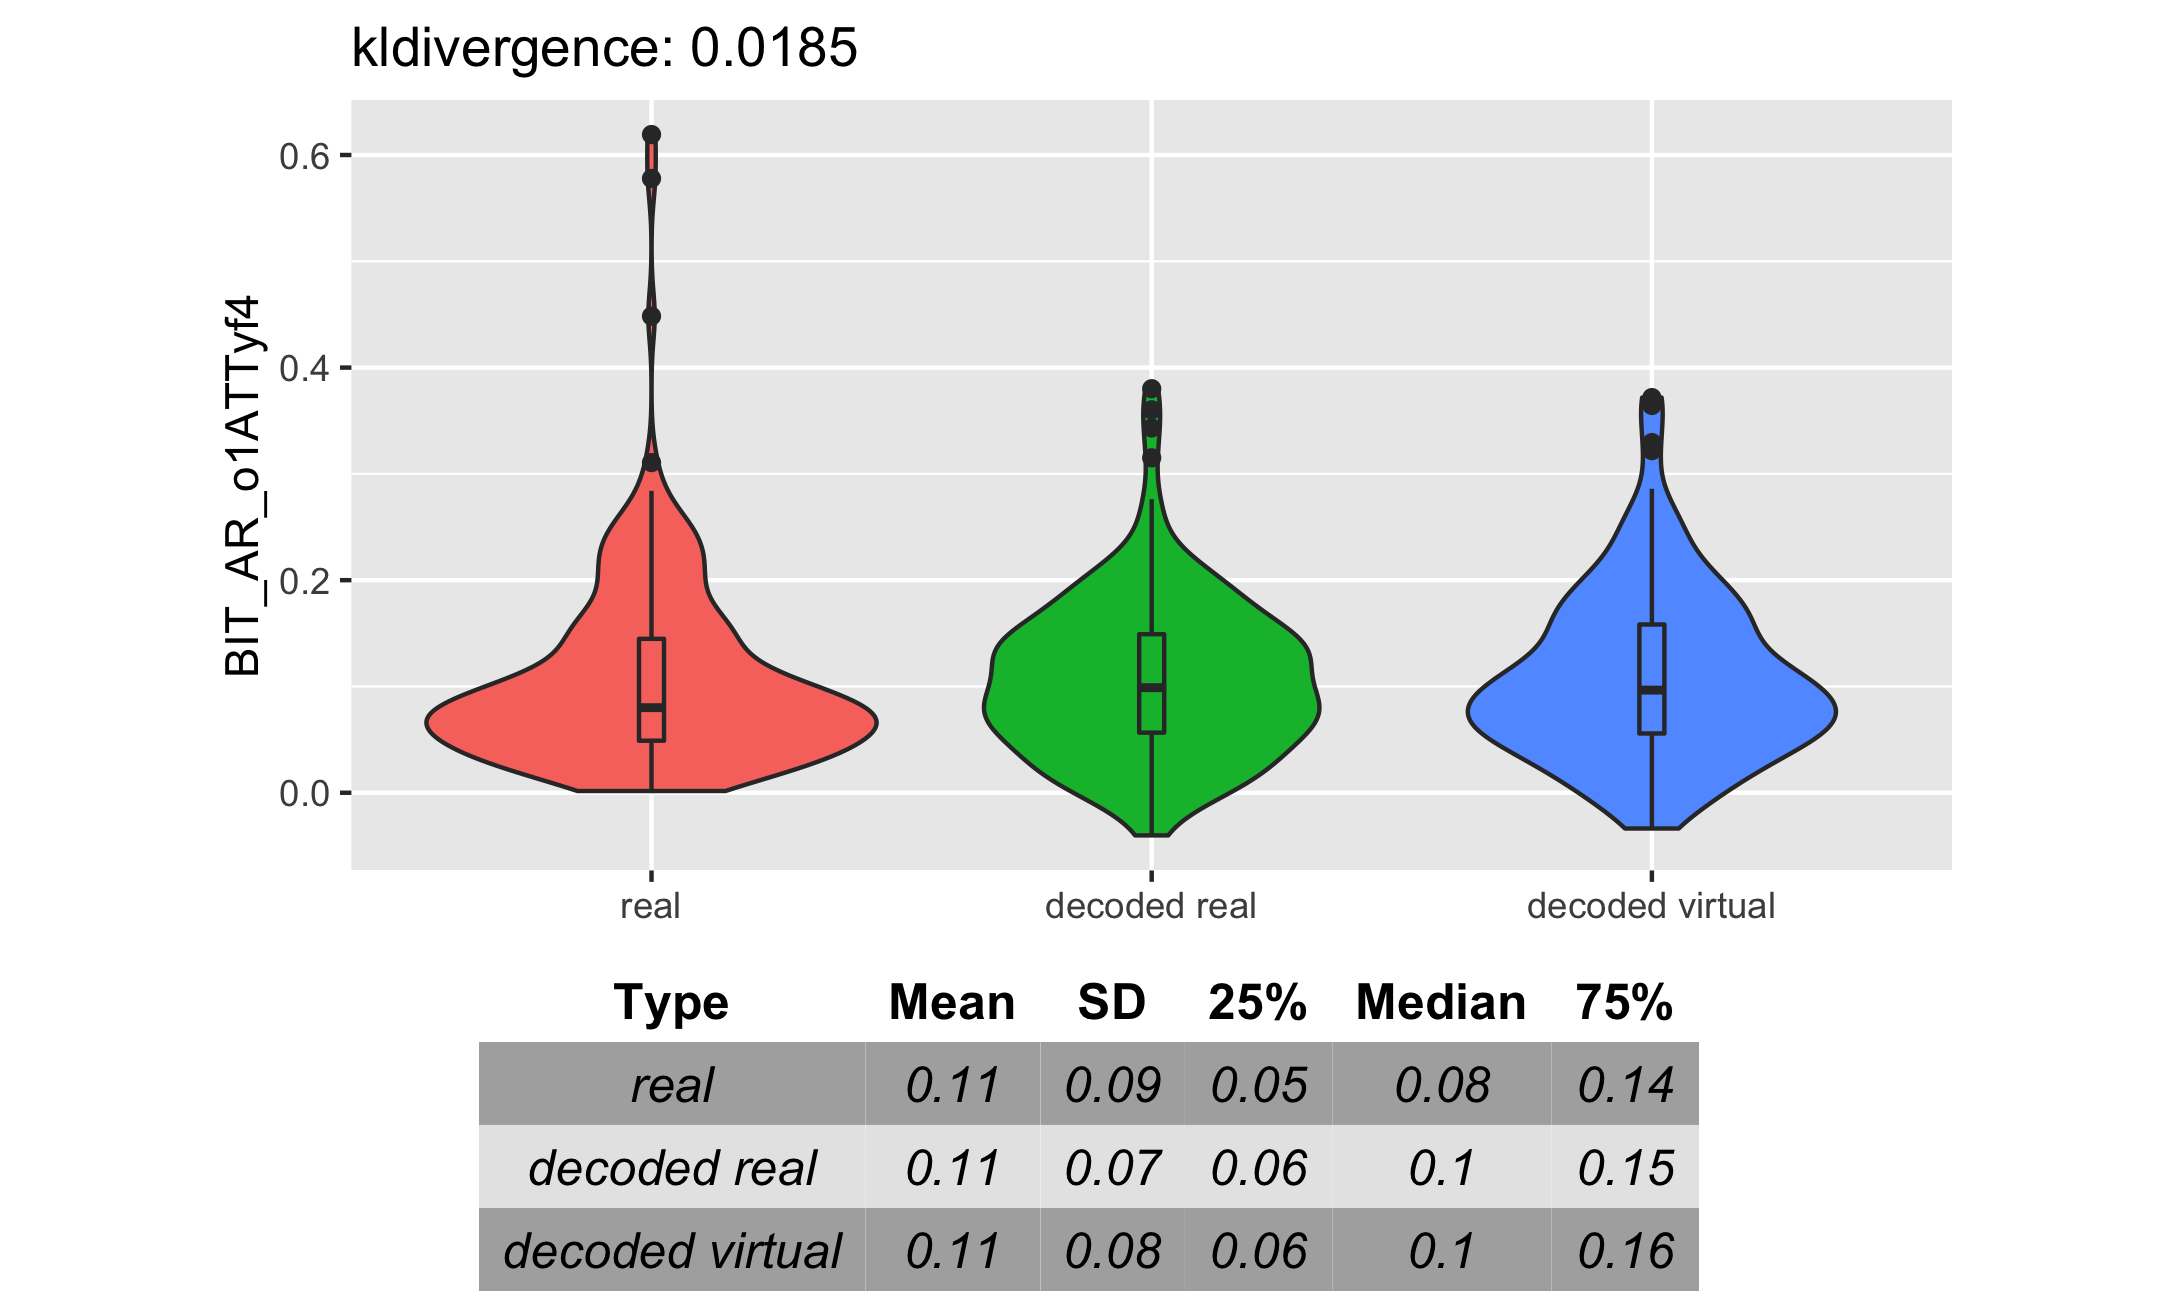 kldivergence: 0.0185
BIT_AR_o1ATTyf4
0.6
0.4
0.2
0.0
real decoded real decoded virtual
Type Mean SD 25% Median 75%
real 0.11 0.09 0.05 0.08 0.14
decoded real 0.11 0.07 0.06 0.1 0.15
decoded virtual 0.11 0.08 0.06 0.1 0.16